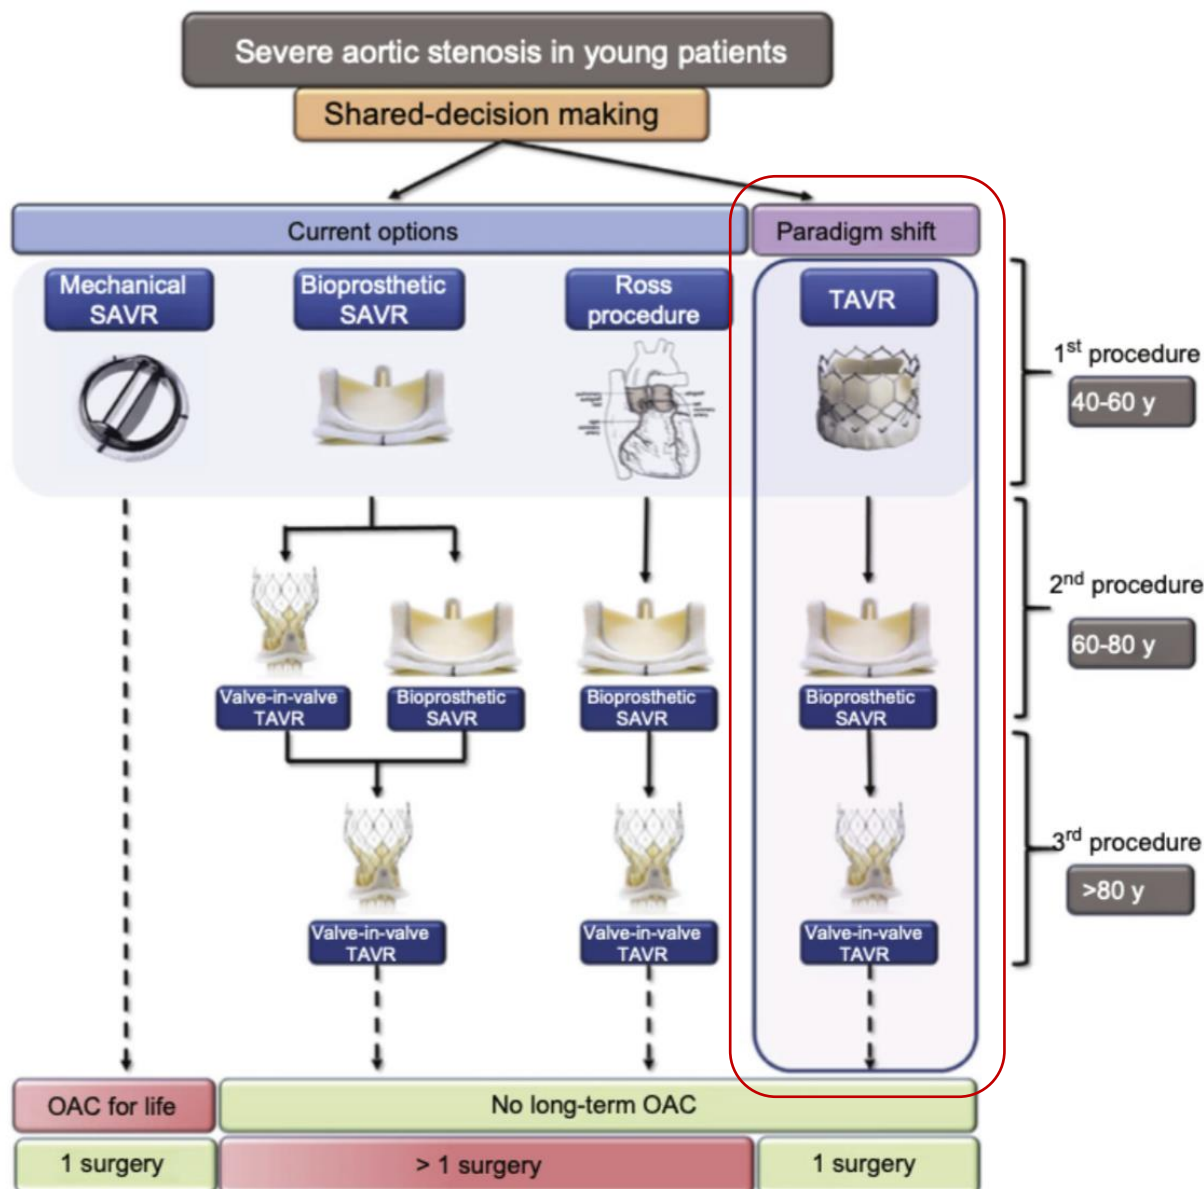 Severe aortic stenosis in young patients
Shared-decision making
Current options
Paradigm shift
Mechanical
SAVR
Bioprosthetic
SAVR
Ross
procedure
TAVR
1st procedure
40-60 y
2nd procedure
60-80 y
Valve-in-valve
TAVR
Bioprosthetic
SAVR
Bioprosthetic
SAVR
Bioprosthetic
SAVR
3rd procedure
>80 y
Valve-in-valve
TAVR
Valve-in-valve
TAVR
Valve-in-valve
TAVR
OAC for life
No long-term OAC
1 surgery
> 1 surgery
1 surgery